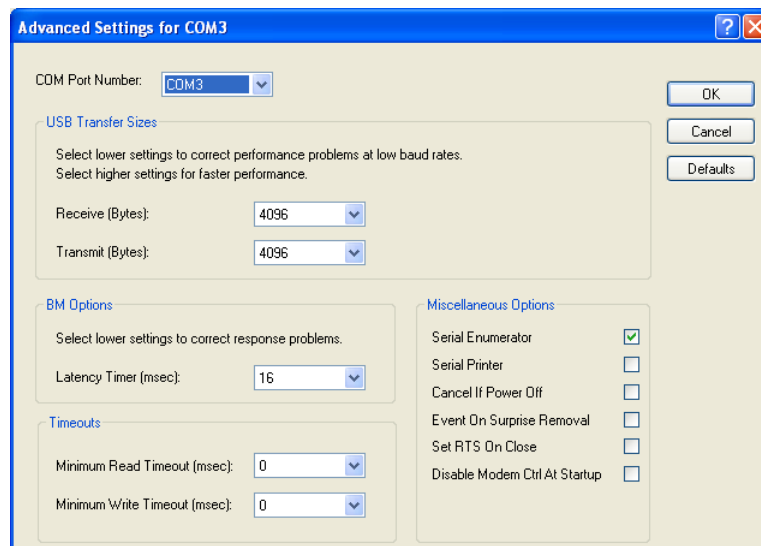 Advanced Settings for COM3
COM Port Number: COM3
OK
Cancel
Defaults
USB Transfer Sizes
Select lower settings to correct performance problems at low baud rates.
Select higher settings for faster performance.
Receive (Bytes): 4096
Transmit (Bytes): 4096
BM Options
Select lower settings to correct response problems.
Latency Timer (msec): 16
Timeouts
Minimum Read Timeout (msec): 0
Minimum Write Timeout (msec): 0
Miscellaneous Options
Serial Enumerator
Serial Printer
Cancel If Power Off
Event On Surprise Removal
Set RTS On Close
Disable Modem Ctrl At Startup